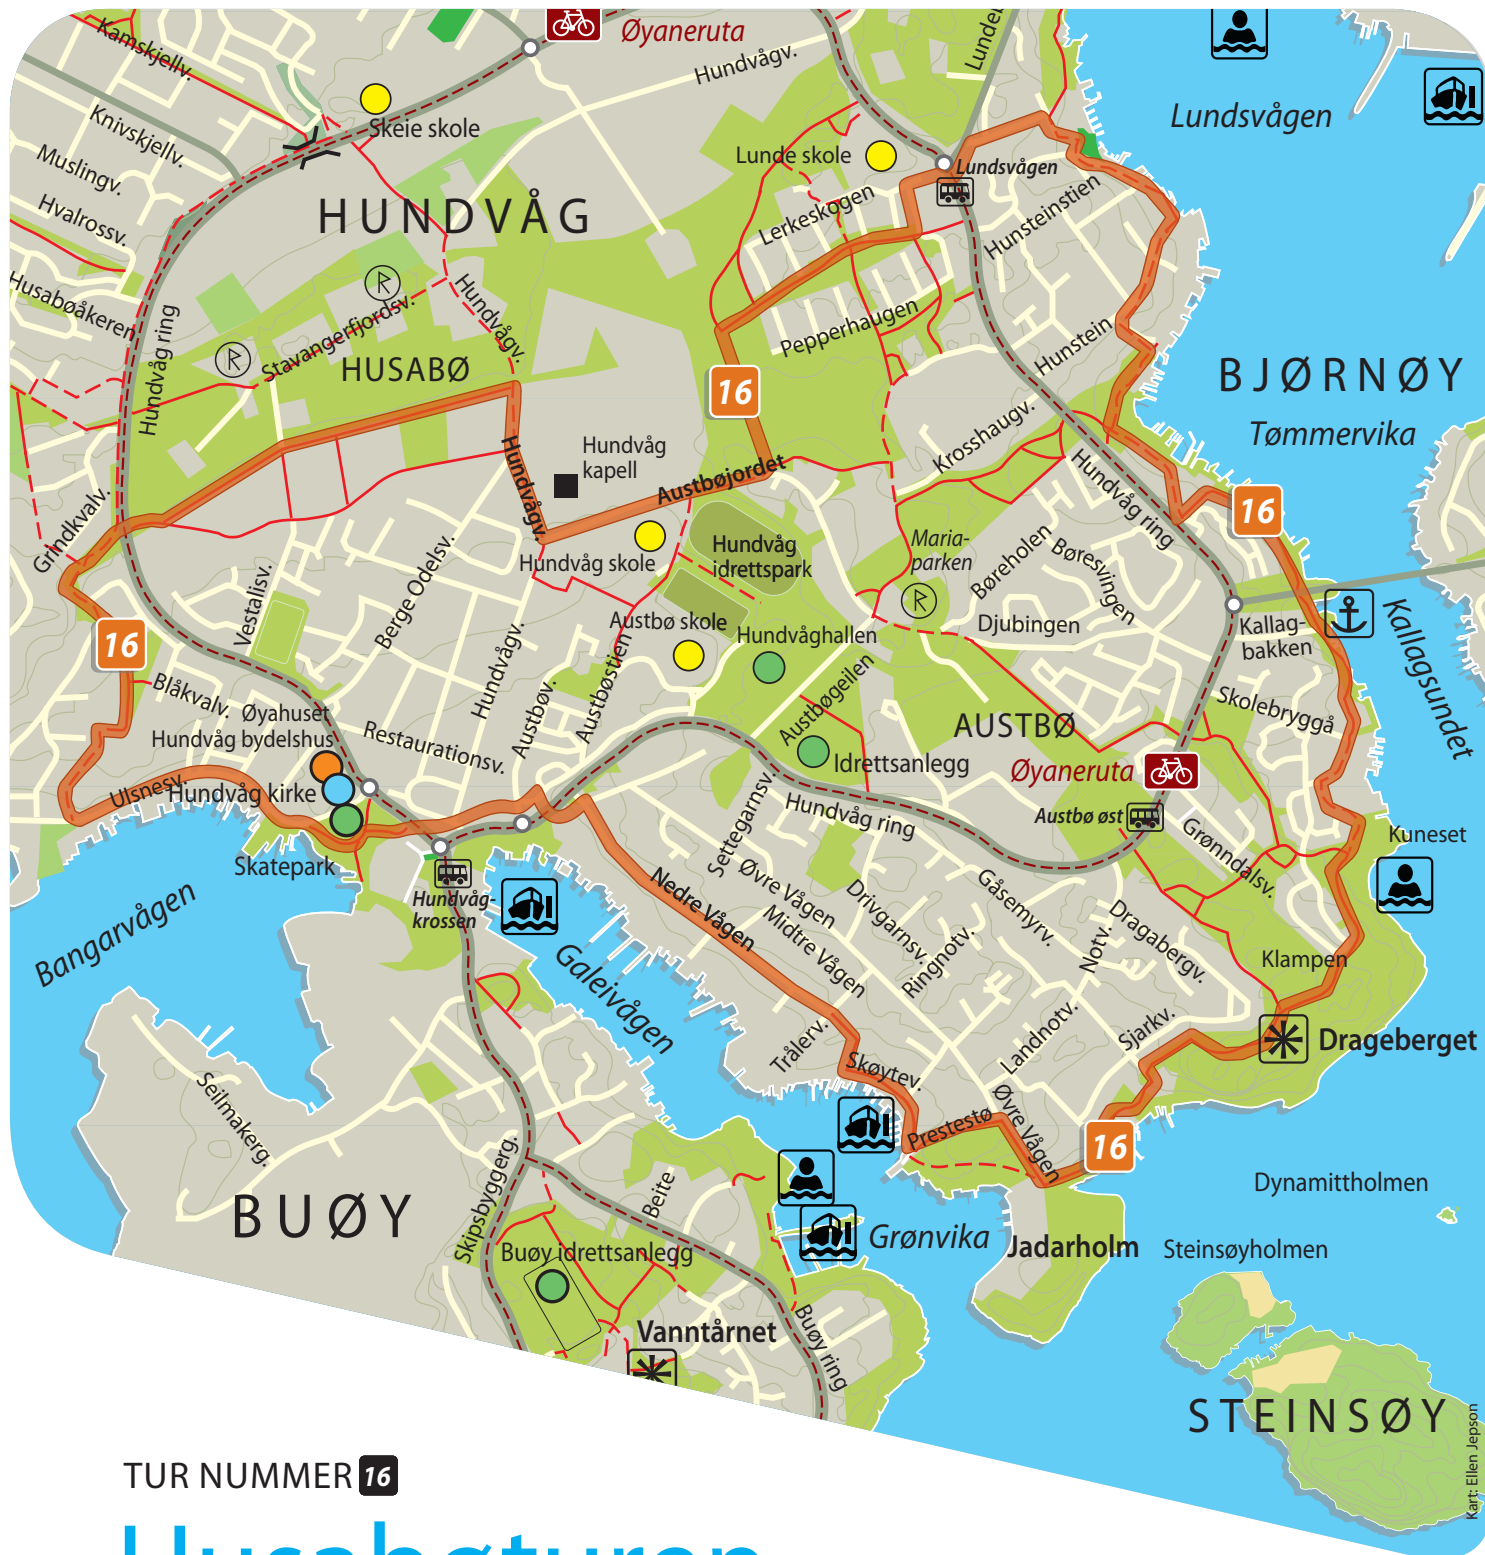 Øyaneruta
Kamskjellv.
Hundvågv.
Lundsvågen
Skeie skole
Knivskjellv.
Muslingv.
Lunde skole
Lundsvågen
Hvalrossv.
HUNDVÅG
Lerkeskogen
Hunsteinstien
Husabøåkeren
Hundvåg ring
Stavangerfjordsv.
Hundvågv.
HUSABØ
Pepperhaugen
Hunstein
BJØRNØY
Tømmervika
16
Hundvåg
kapell
Krosshaugv.
Hundvågv.
Austbøjordet
Hundvåg ring
16
Grindkvalv.
Hundvåg skole
Hundvåg
idrettspark
Maria-
parken
Børeholen
Børesvingen
Vestalisv.
Berge Odelsv.
Austbø skole
Hundvåghallen
Djubingen
Kallag-
bakken
Kallagsundet
16
Blåkvalv.
Hundvågv.
Austbøv.
Austbøstien
Austbøgeilen
AUSTBØ
Skolebryggå
Øyahuset
Hundvåg bydelshus
Restaurationsv.
Idrettsanlegg
Øyaneruta
Ulsnesv.
Hundvåg kirke
Settegarnsv.
Hundvåg ring
Austbø øst
Grønndalsv.
Kuneset
Skatepark
Hundvåg-
krossen
Nedre Vågen
Øvre Vågen
Midtre Vågen
Drivgarnsv.
Ringnotv.
Gåsemyrv.
Notv.
Dragabergv.
Klampen
Bangarvågen
Galeivågen
Trålerv.
Landnotv.
Sjarkv.
Drageberget
Skøytev.
Seilmakerg.
Prestestø
Øvre Vågen
16
Dynamittholmen
BUØY
Skipsbyggerg.
Beite
Grønvika
Jadarholm
Steinsøyholmen
Buøy idrettsanlegg
Vanntårnet
Buøy ring
STEINSØY
Kart: Ellen Jepson
TUR NUMMER 16
Husabøturen